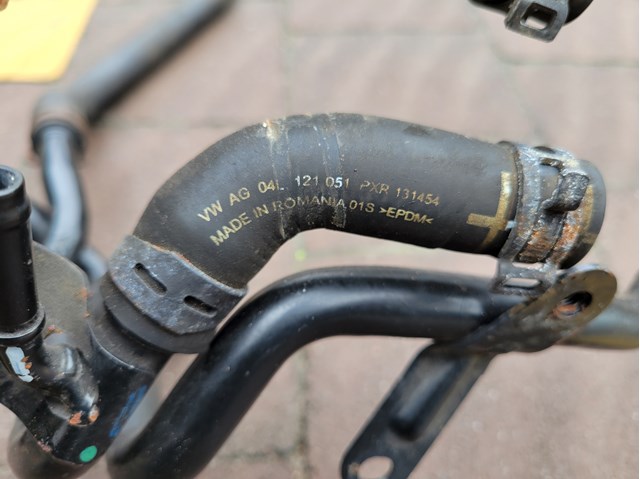 VW AG 04L 121 051 PXR 131454
MADE IN ROMANIA 01S >EPDM<